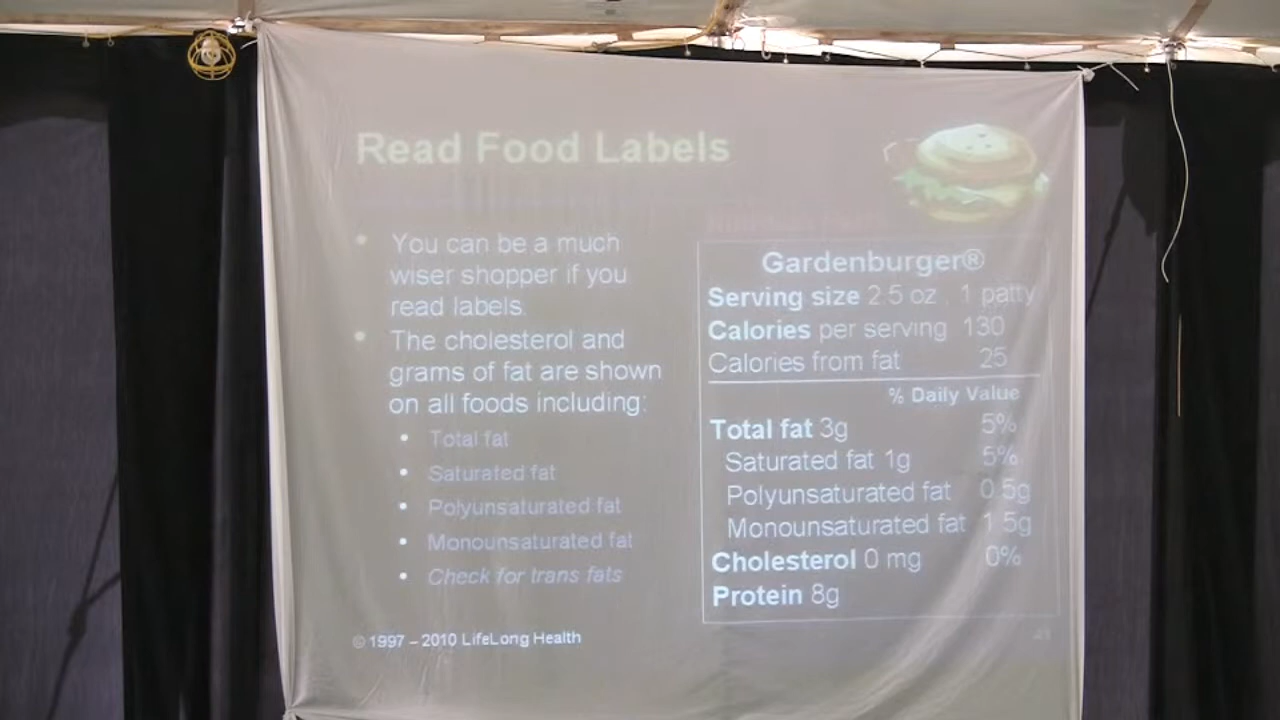 Read Food Labels
You can be a much
wiser shopper if you
read labels.
The cholesterol and
grams of fat are shown
on all foods including:
Total fat
Saturated fat
Polyunsaturated fat
Monounsaturated fat
Check for trans fats
© 1997 – 2010 LifeLong Health
Gardenburger®
Serving size 2.5 oz , 1 patty
Calories per serving 130
Calories from fat 25
% Daily Value
Total fat 3g 5%
Saturated fat 1g 5%
Polyunsaturated fat 0.5g
Monounsaturated fat 1.5g
Cholesterol 0 mg 0%
Protein 8g